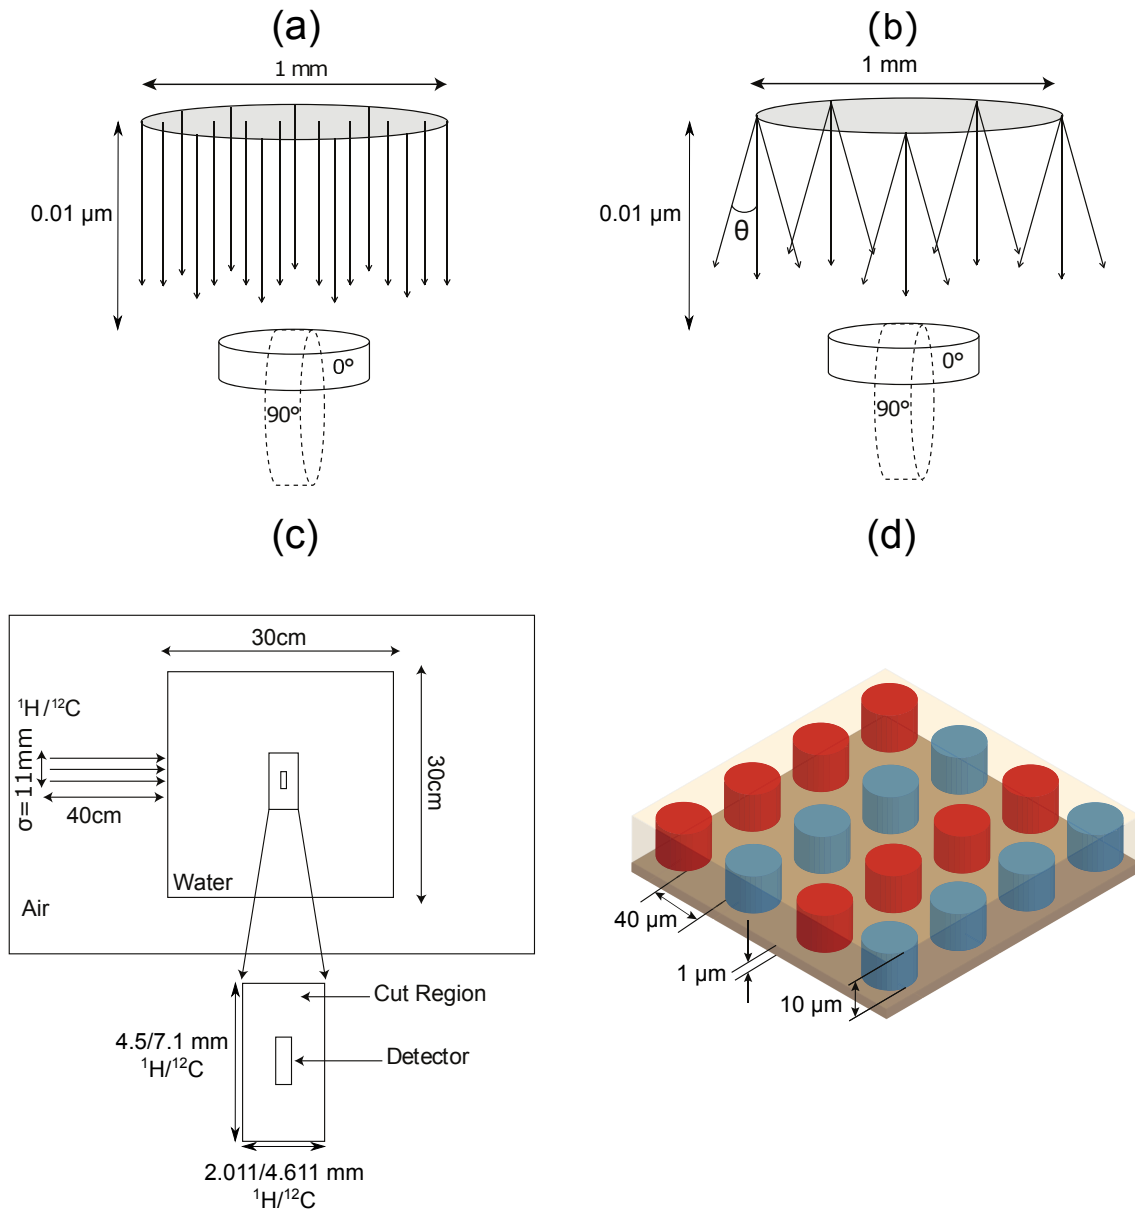 (a)
1 mm
0.01 μm
0°
90°
(b)
1 mm
0.01 μm
θ
0°
90°
(c)
30cm
¹H/¹²C
σ=11mm
40cm
30cm
Water
Air
Cut Region
4.5/7.1 mm
¹H/¹²C
Detector
2.011/4.611 mm
¹H/¹²C
(d)
40 μm
1 μm
10 μm